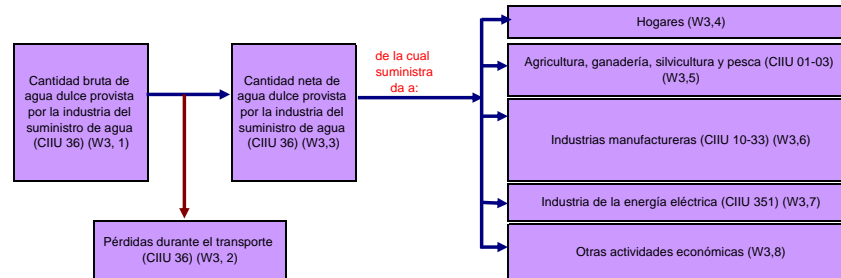 Cantidad bruta de
agua dulce provista
por la industria del
suministro de agua
(CIIU 36) (W3, 1)
Pérdidas durante el transporte
(CIIU 36) (W3, 2)
Cantidad neta de
agua dulce provista
por la industria del
suministro de agua
(CIIU 36) (W3,3)
de la cual
suministra
da a:
Hogares (W3,4)
Agricultura, ganadería, silvicultura y pesca (CIIU 01-03)
(W3,5)
Industrias manufactureras (CIIU 10-33) (W3,6)
Industria de la energía eléctrica (CIIU 351) (W3,7)
Otras actividades económicas (W3,8)